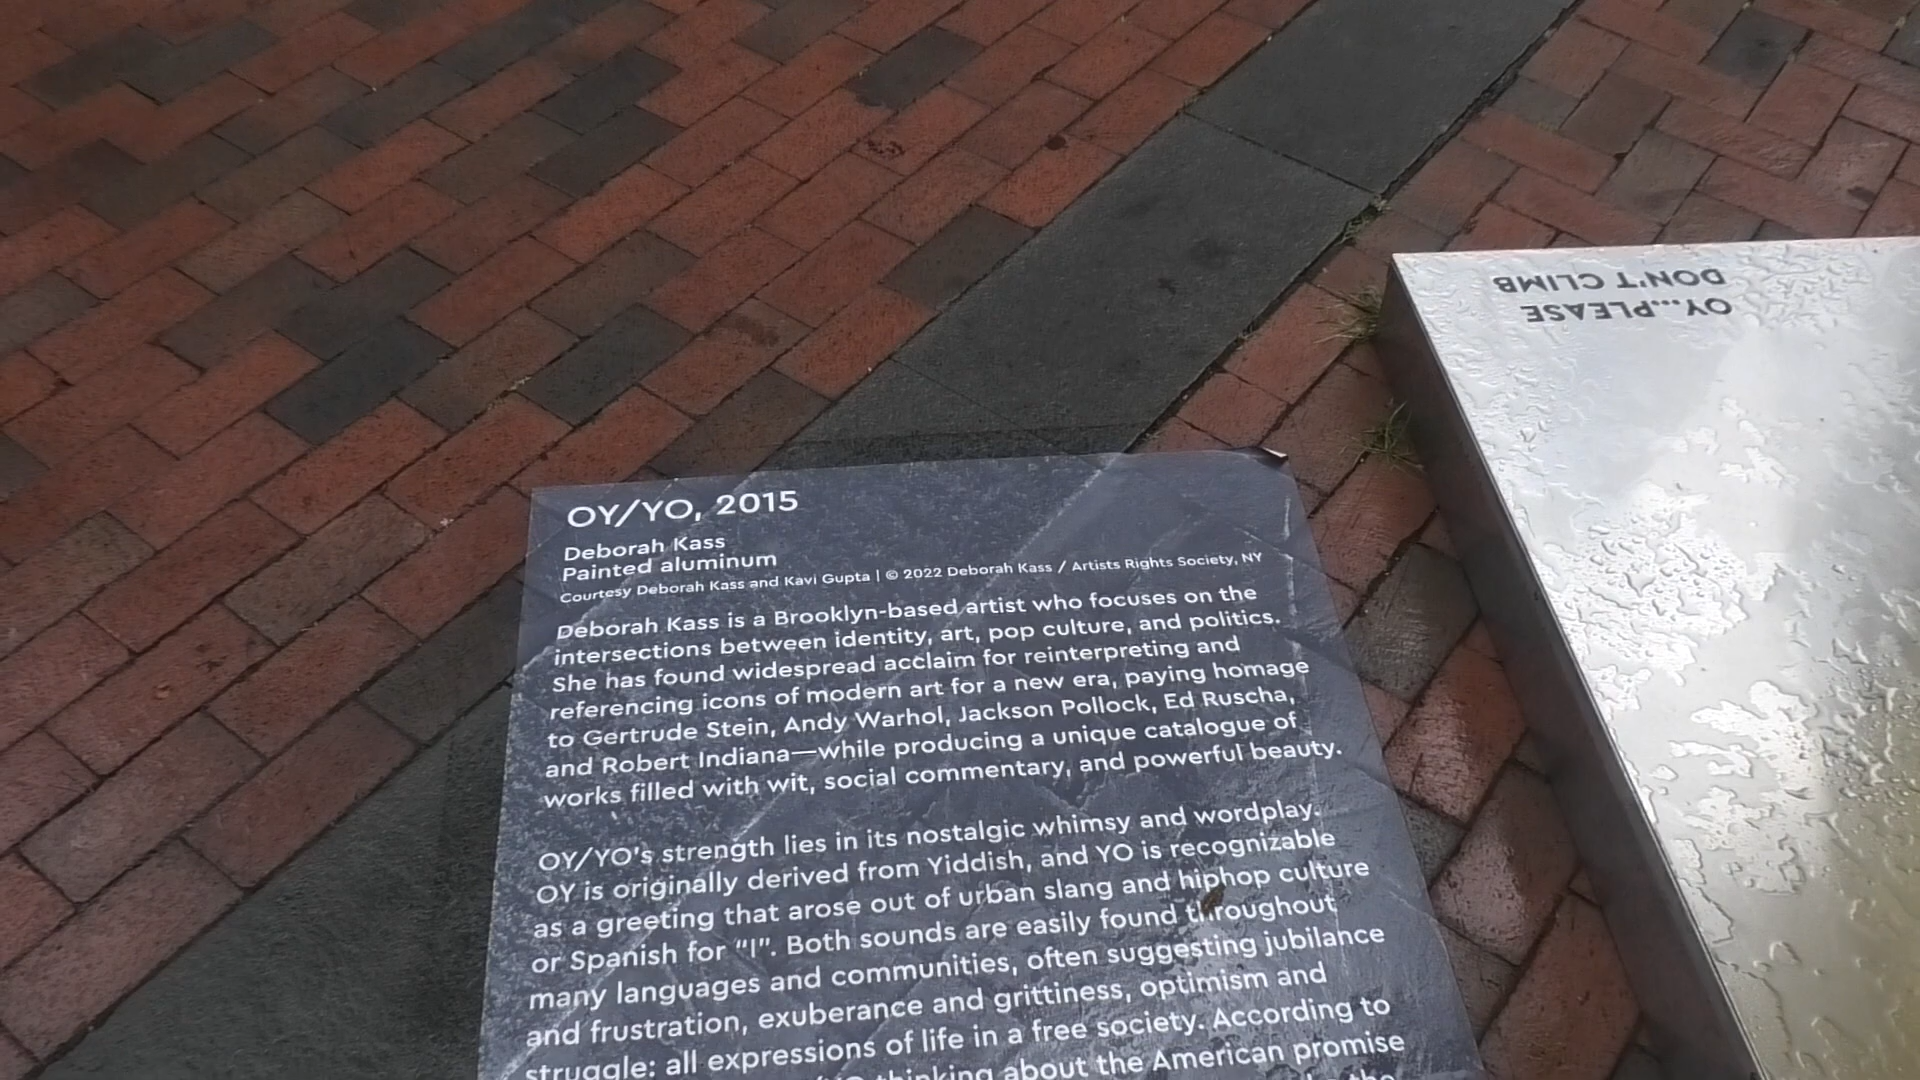 OY/YO, 2015
Deborah Kass
Painted aluminum
Courtesy Deborah Kass and Kavi Gupta | © 2022 Deborah Kass / Artists Rights Society, NY
Deborah Kass is a Brooklyn-based artist who focuses on the
intersections between identity, art, pop culture, and politics.
She has found widespread acclaim for reinterpreting and
referencing icons of modern art for a new era, paying homage
to Gertrude Stein, Andy Warhol, Jackson Pollock, Ed Ruscha,
and Robert Indiana—while producing a unique catalogue of
works filled with wit, social commentary, and powerful beauty.
OY/YO's strength lies in its nostalgic whimsy and wordplay.
OY is originally derived from Yiddish, and YO is recognizable
as a greeting that arose out of urban slang and hiphop culture
or Spanish for “I”. Both sounds are easily found throughout
many languages and communities, often suggesting jubilance
and frustration, exuberance and grittiness, optimism and
struggle: all expressions of life in a free society. According to
thinking about the American promise
the
OY...PLEASE
DON'T CLIMB